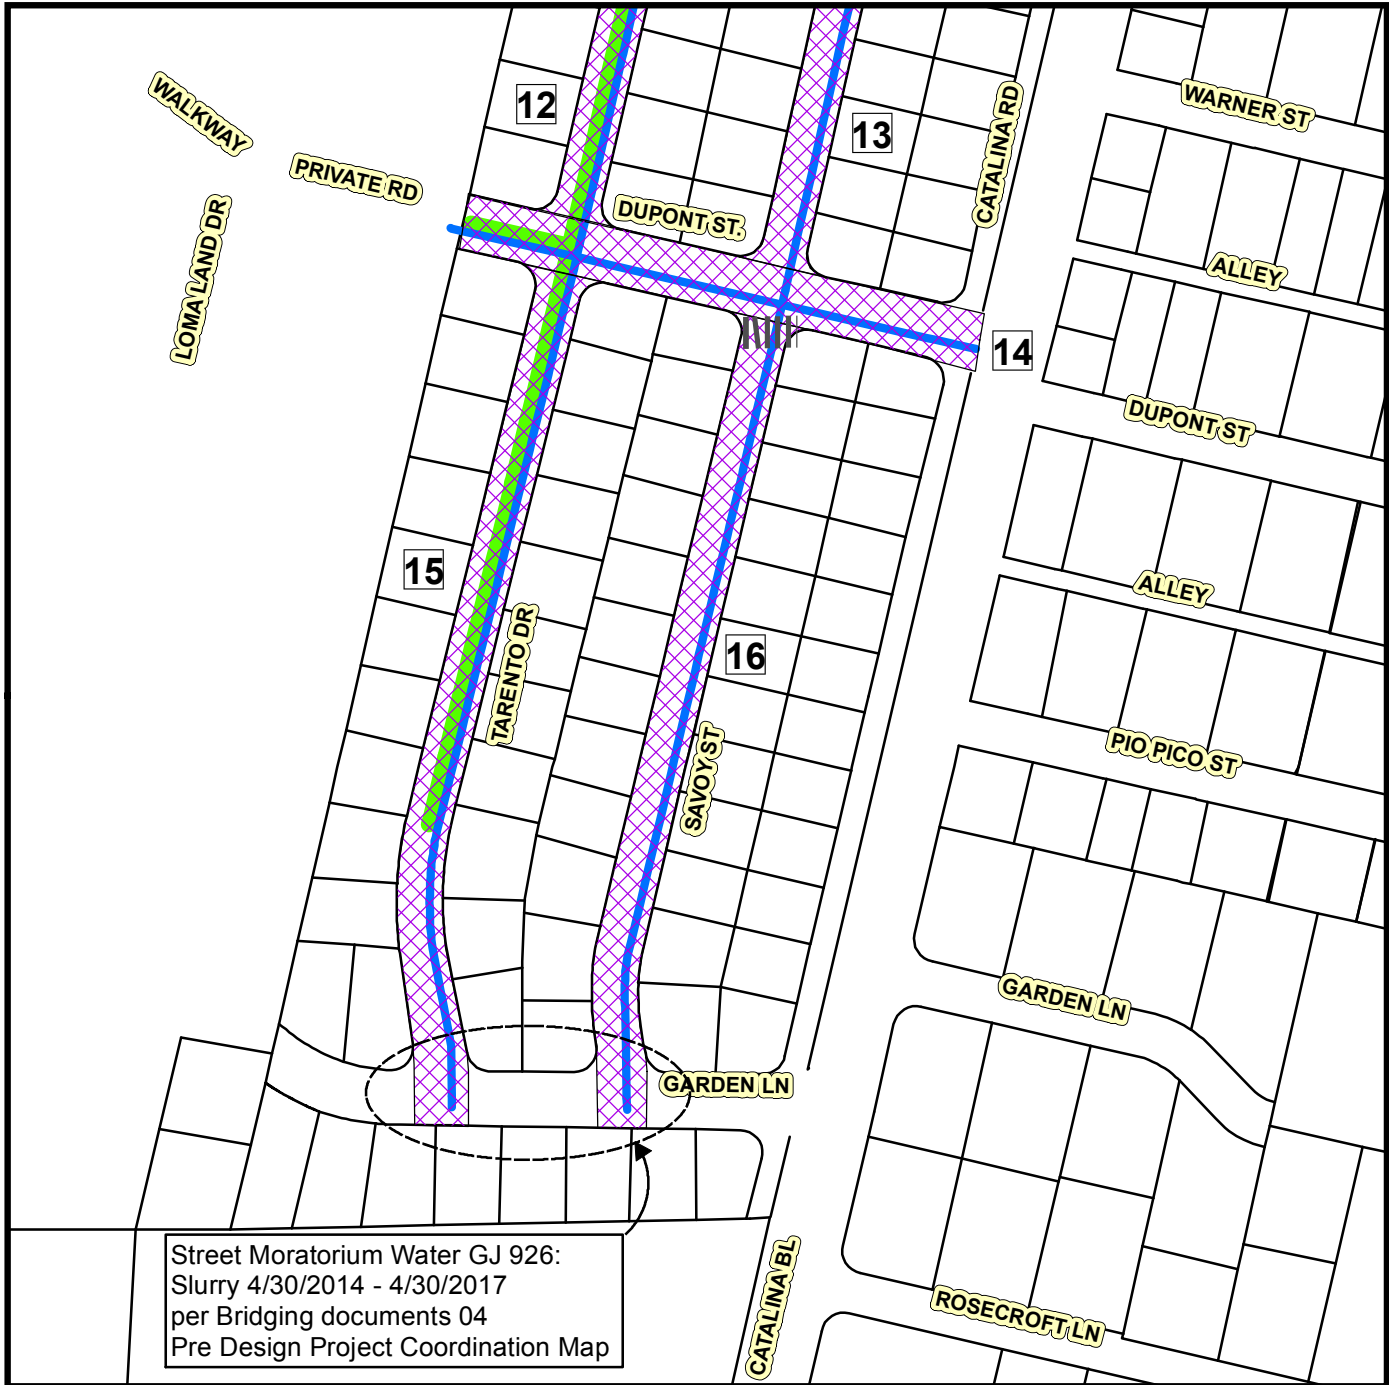 12
13
WALKWAY
PRIVATE RD
LOMALAND DR
DUPONT ST.
CATALINA RD
WARNER ST
ALLEY
14
DUPONT ST
15
ALLEY
TARENTO DR
16
SAVOY ST
PIO PICO ST
GARDEN LN
GARDEN LN
Street Moratorium Water GJ 926:
Slurry 4/30/2014 - 4/30/2017
per Bridging documents 04
Pre Design Project Coordination Map
CATALINA BL
ROSECROFT LN